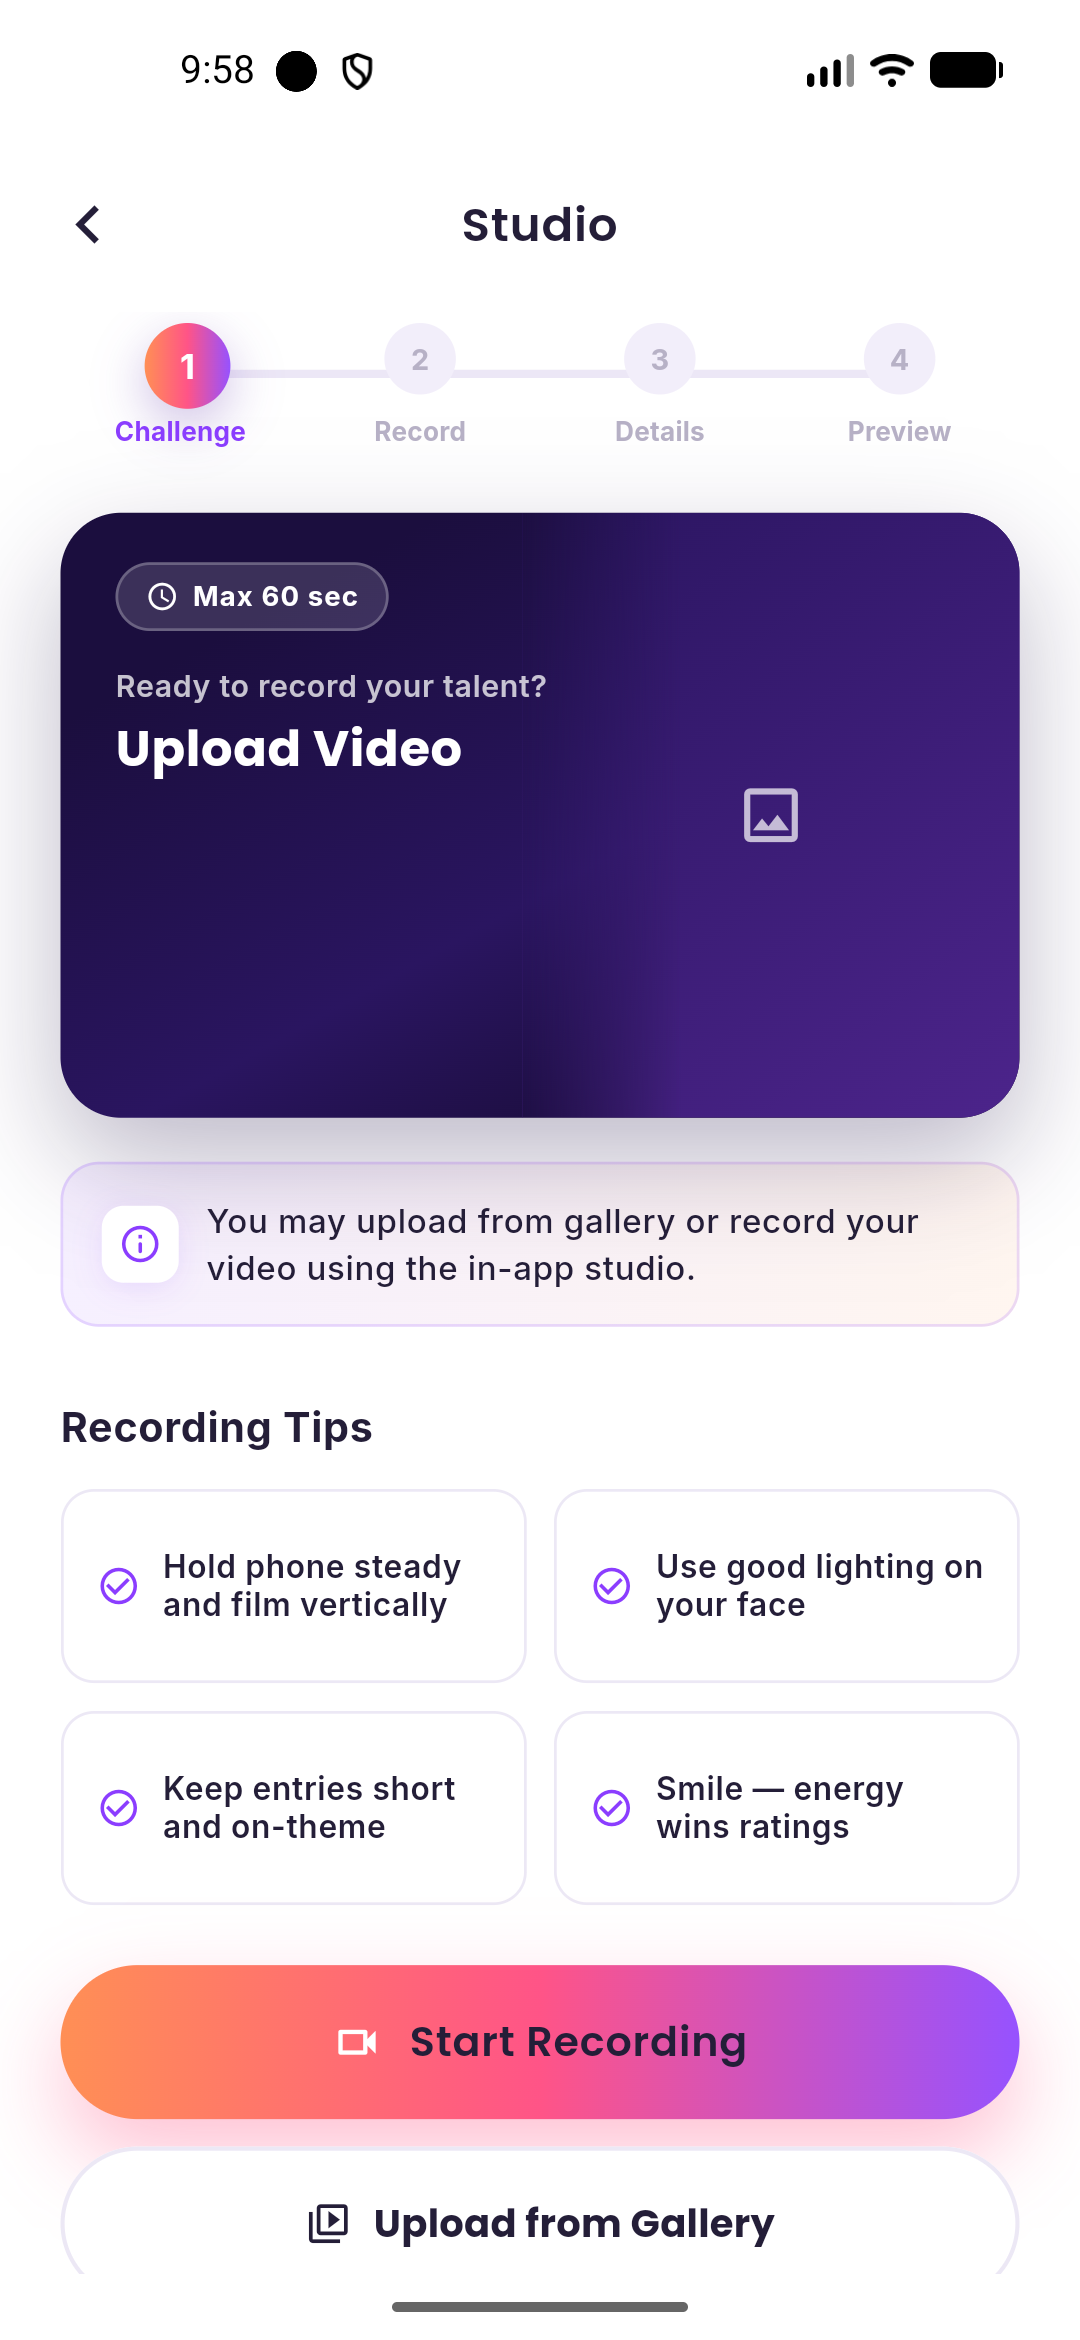 9:58
Studio
1
2
3
4
Challenge
Record
Details
Preview
Max 60 sec
Ready to record your talent?
Upload Video
You may upload from gallery or record your
video using the in-app studio.
Recording Tips
Hold phone steady
and film vertically
Use good lighting on
your face
Keep entries short
and on-theme
Smile — energy
wins ratings
Start Recording
Upload from Gallery